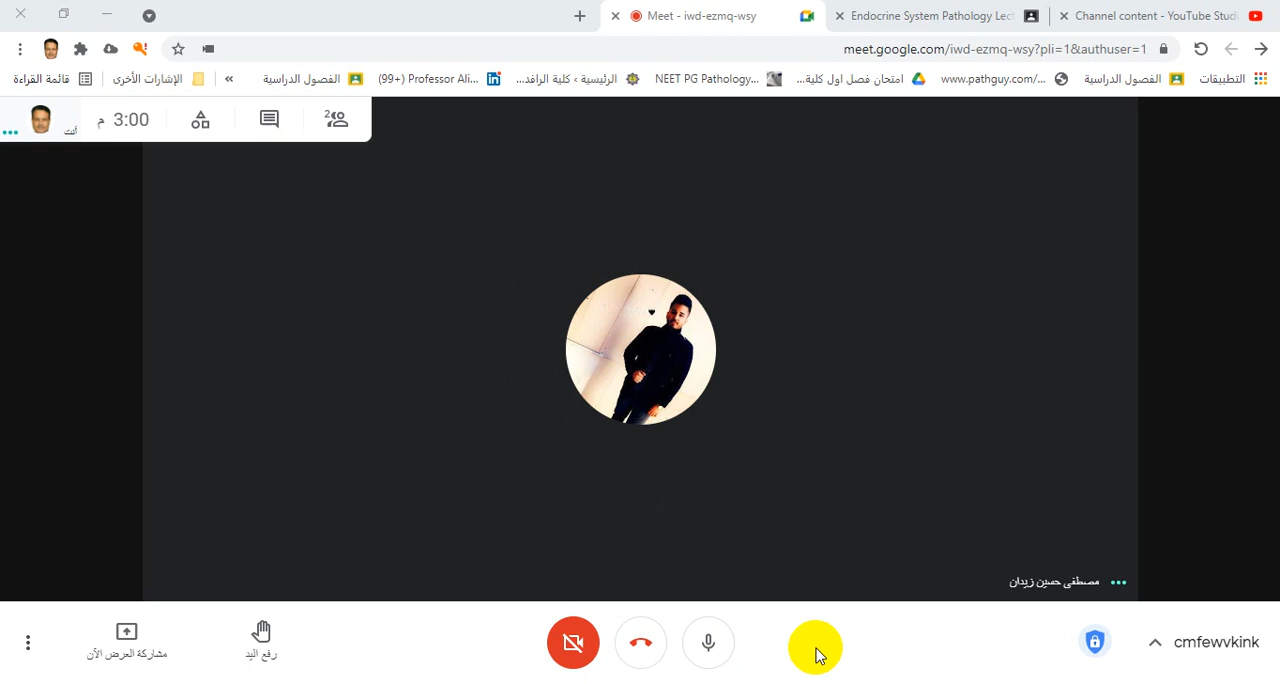 Meet - iwd-ezmq-wsy
Endocrine System Pathology Lect
Channel content - YouTube Studi
meet.google.com/iwd-ezmq-wsy?pli=1&authuser=1
التطبيقات
الفصول الدراسية
www.pathguy.com/...
امتحان فصل اول كلية...
NEET PG Pathology...
الرئيسية › كلية الرافد...
(99+) Professor Ali...
الفصول الدراسية
»
الإشارات الأخرى
قائمة القراءة
أنت
3:00 م
2
مصطفى حسين زيدان
مشاركة العرض الآن
رفع اليد
cmfewvkink